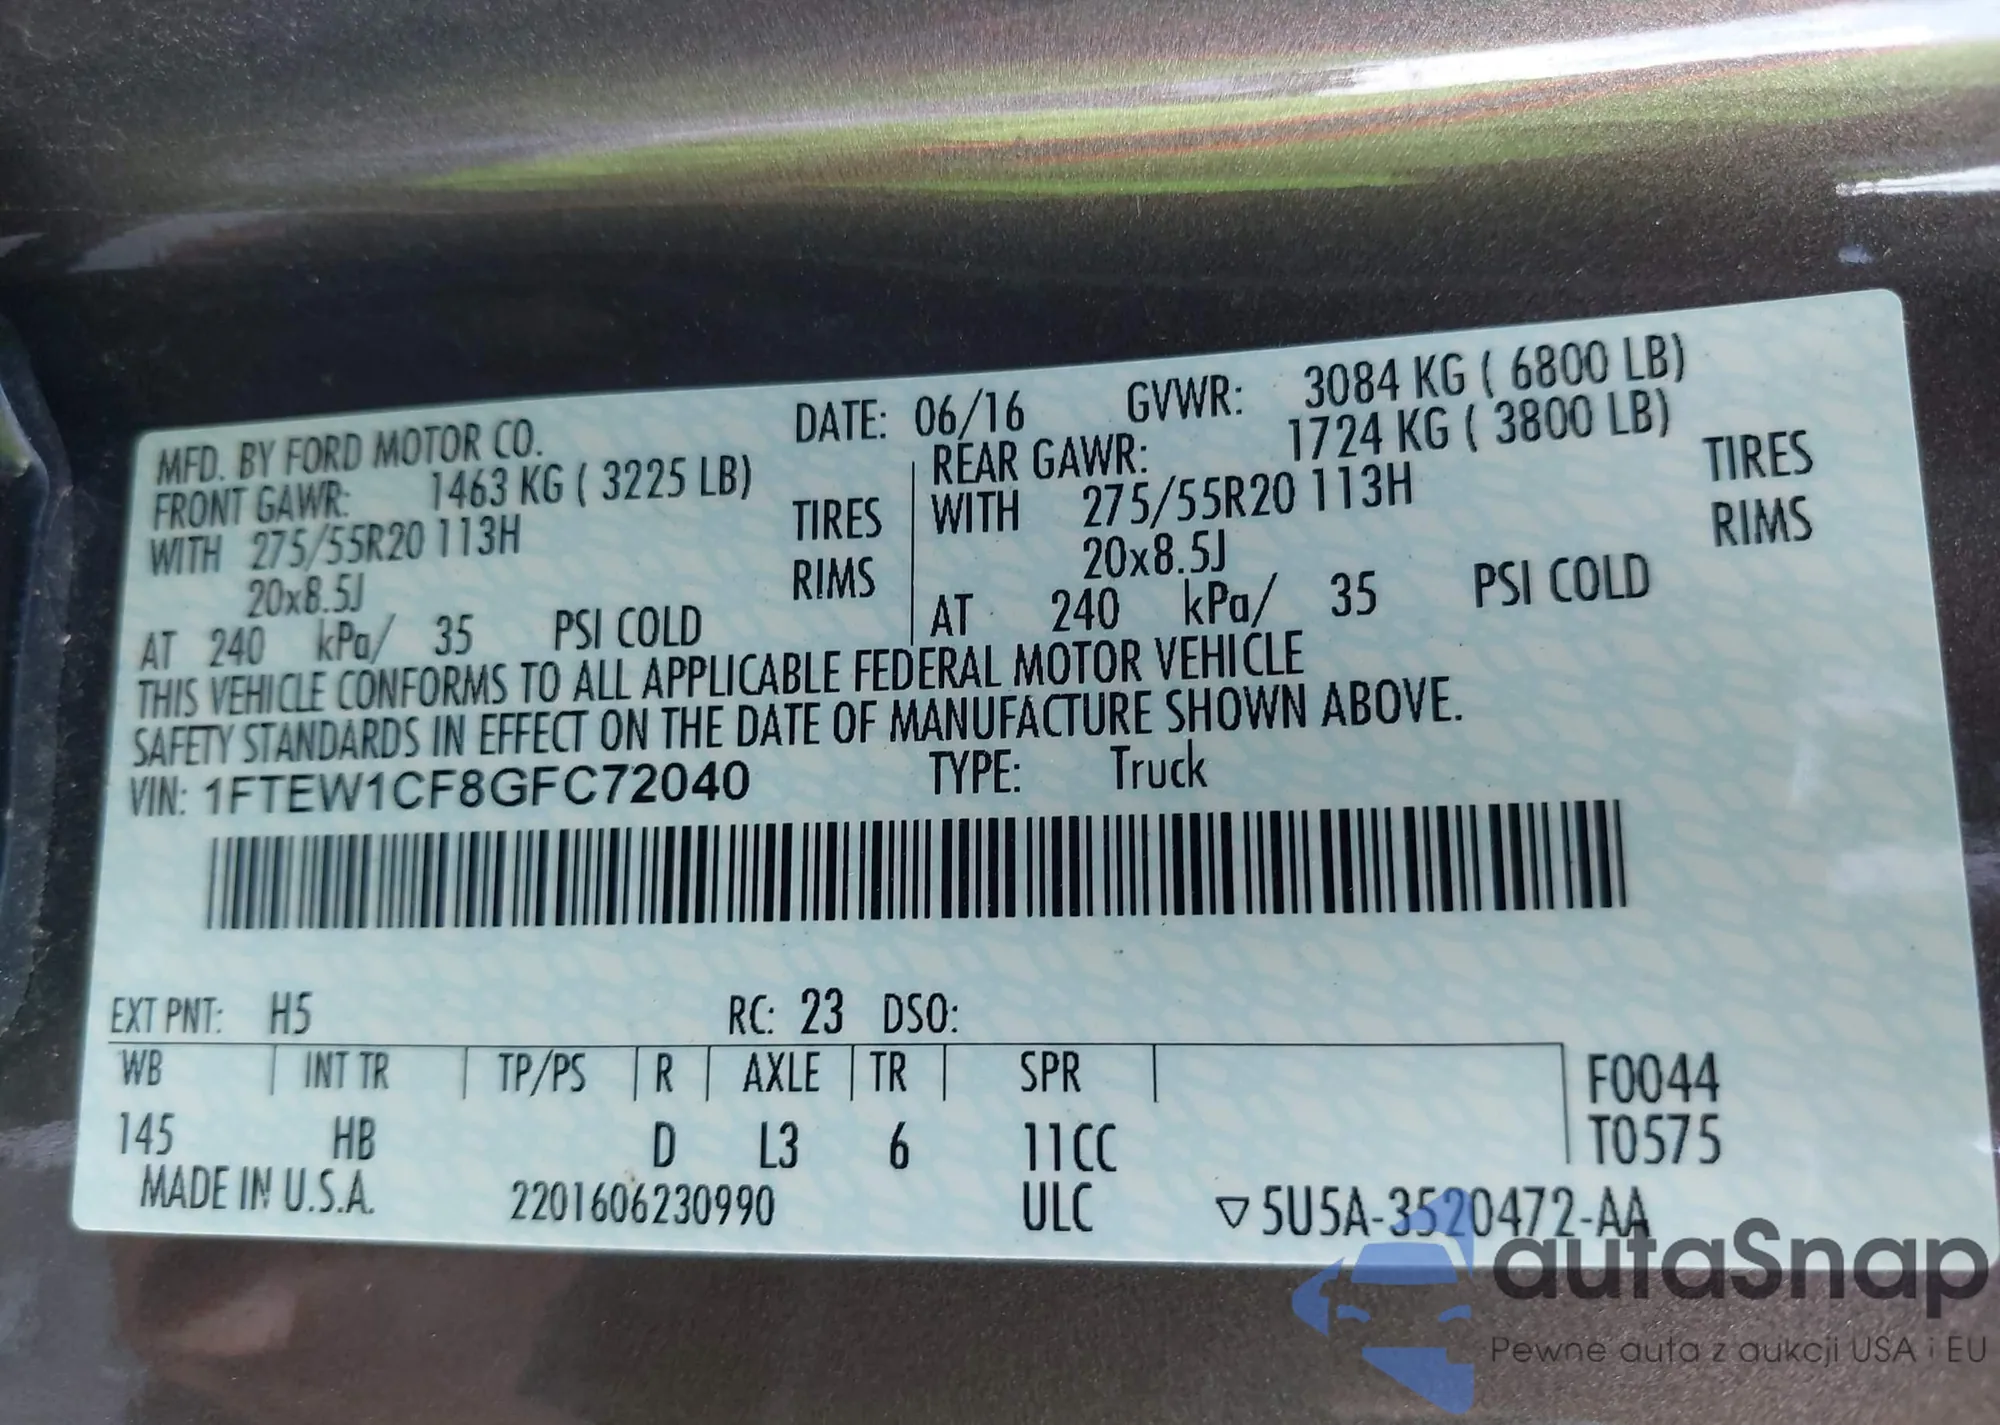 MFD. BY FORD MOTOR CO. DATE: 06/16 GVWR: 3084 KG ( 6800 LB)
FRONT GAWR: 1463 KG ( 3225 LB) REAR GAWR: 1724 KG ( 3800 LB)
WITH 275/55R20 113H TIRES WITH 275/55R20 113H TIRES
20x8.5J RIMS 20x8.5J RIMS
AT 240 kPa/ 35 PSI COLD AT 240 kPa/ 35 PSI COLD
THIS VEHICLE CONFORMS TO ALL APPLICABLE FEDERAL MOTOR VEHICLE
SAFETY STANDARDS IN EFFECT ON THE DATE OF MANUFACTURE SHOWN ABOVE.
VIN: 1FTEW1CF8GFC72040 TYPE: Truck
EXT PNT: H5 RC: 23 DSO:
WB INT TR TP/PS R AXLE TR SPR F0044
145 HB D L3 6 11CC T0575
MADE IN U.S.A. 2201606230990 ULC ▽5U5A-3520472-AA
autaSnap
Pewne auta z aukcji USA i EU